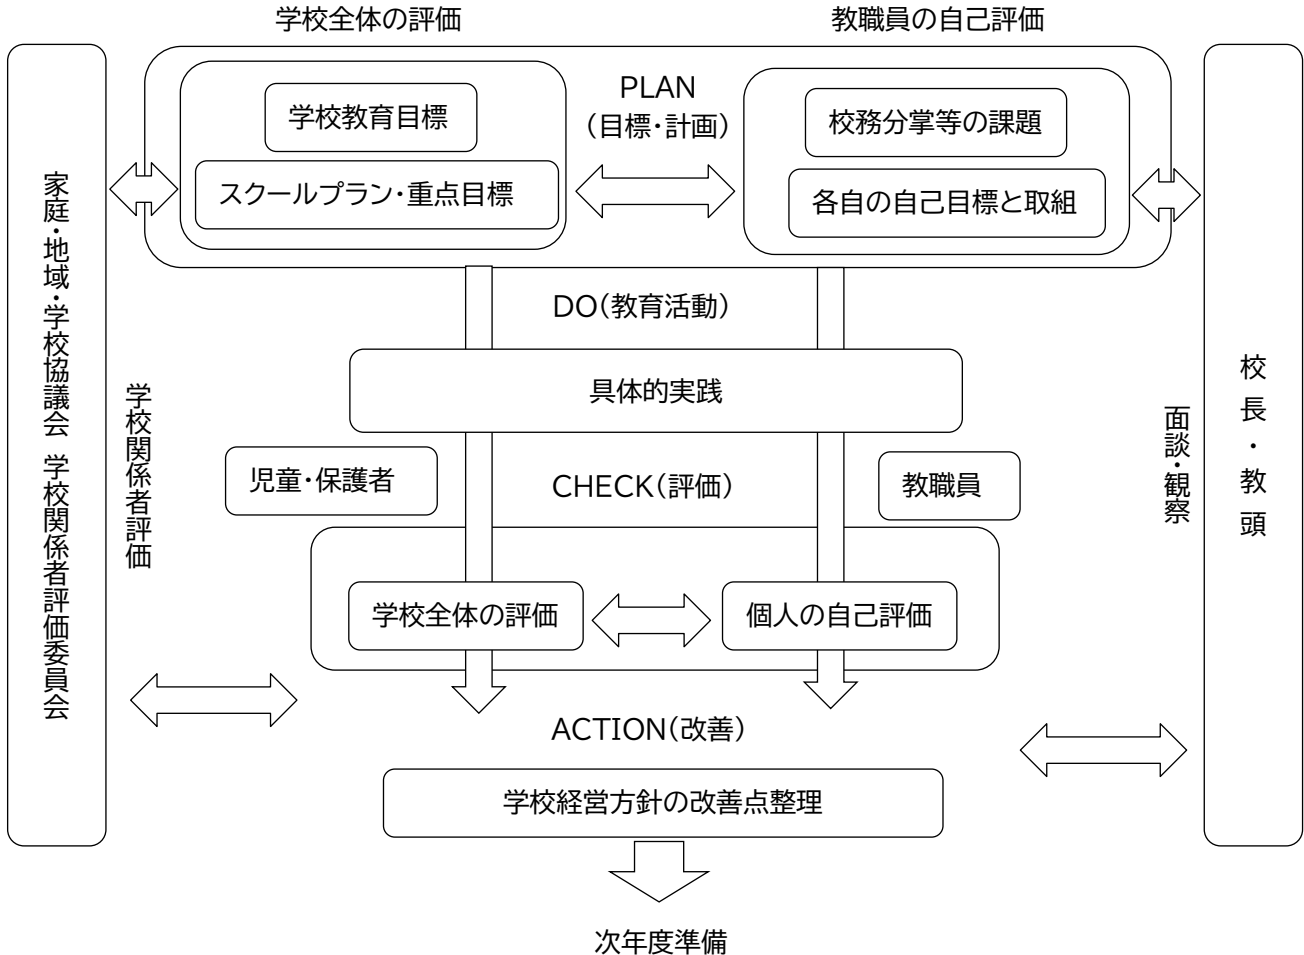 学校全体の評価
教職員の自己評価
学校教育目標
スクールプラン・重点目標
PLAN
（目標・計画）
校務分掌等の課題
各自の自己目標と取組
家庭・地域・学校協議会 学校関係者評価委員会
学校関係者評価
DO（教育活動）
具体的実践
児童・保護者
CHECK（評価）
教職員
面談・観察
校長・教頭
学校全体の評価
個人の自己評価
ACTION（改善）
学校経営方針の改善点整理
次年度準備